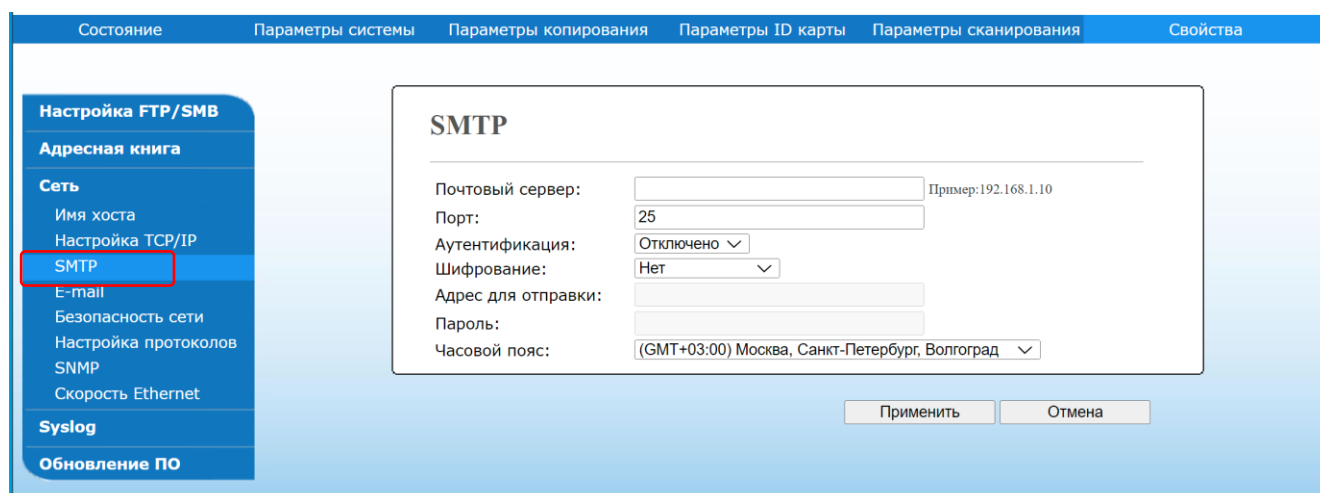 Состояние Параметры системы Параметры копирования Параметры ID карты Параметры сканирования Свойства
Настройка FTP/SMB
Адресная книга
Сеть
Имя хоста
Настройка TCP/IP
SMTP
E-mail
Безопасность сети
Настройка протоколов
SNMP
Скорость Ethernet
Syslog
Обновление ПО
SMTP
Почтовый сервер: Пример:192.168.1.10
Порт: 25
Аутентификация: Отключено
Шифрование: Нет
Адрес для отправки:
Пароль:
Часовой пояс: (GMT+03:00) Москва, Санкт-Петербург, Волгоград
Применить Отмена